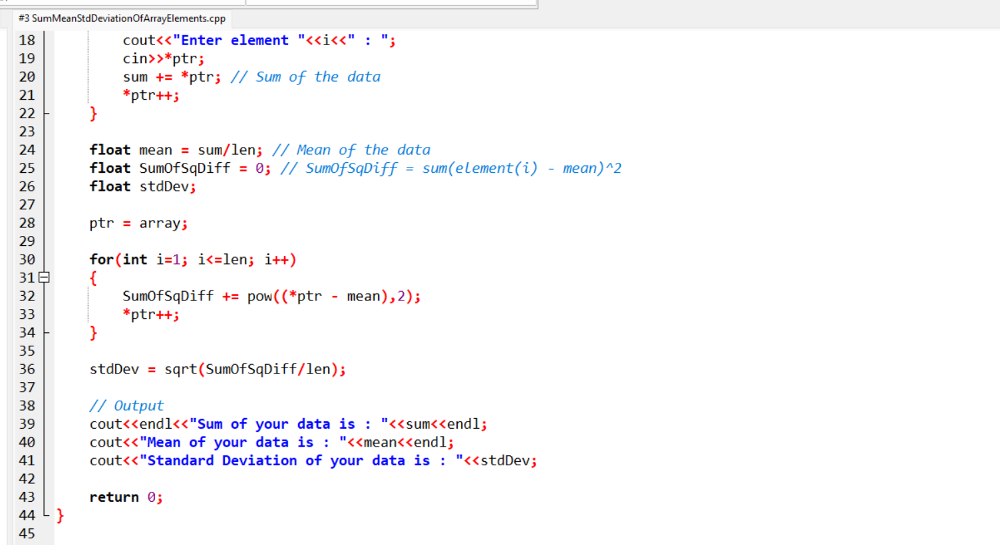 #3 SumMeanStdDeviationOfArrayElements.cpp
18 cout<<"Enter element "<<i<<" : ";
19 cin>>*ptr;
20 sum += *ptr; // Sum of the data
21 *ptr++;
22 }
23
24 float mean = sum/len; // Mean of the data
25 float SumOfSqDiff = 0; // SumOfSqDiff = sum(element(i) - mean)^2
26 float stdDev;
27
28 ptr = array;
29
30 for(int i=1; i<=len; i++)
31 {
32 SumOfSqDiff += pow((*ptr - mean),2);
33 *ptr++;
34 }
35
36 stdDev = sqrt(SumOfSqDiff/len);
37
38 // Output
39 cout<<endl<<"Sum of your data is : "<<sum<<endl;
40 cout<<"Mean of your data is : "<<mean<<endl;
41 cout<<"Standard Deviation of your data is : "<<stdDev;
42
43 return 0;
44 }
45